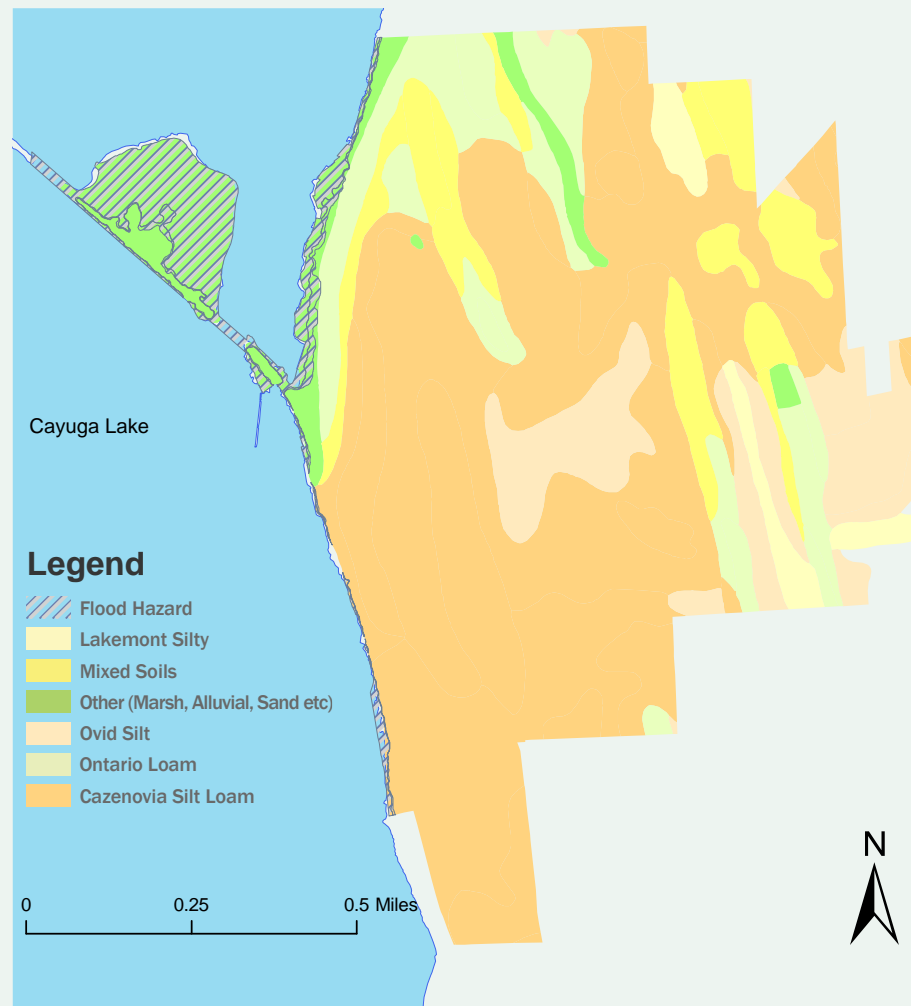 Cayuga Lake
Legend
Flood Hazard
Lakemont Silty
Mixed Soils
Other (Marsh, Alluvial, Sand etc)
Ovid Silt
Ontario Loam
Cazenovia Silt Loam
N
0 0.25 0.5 Miles